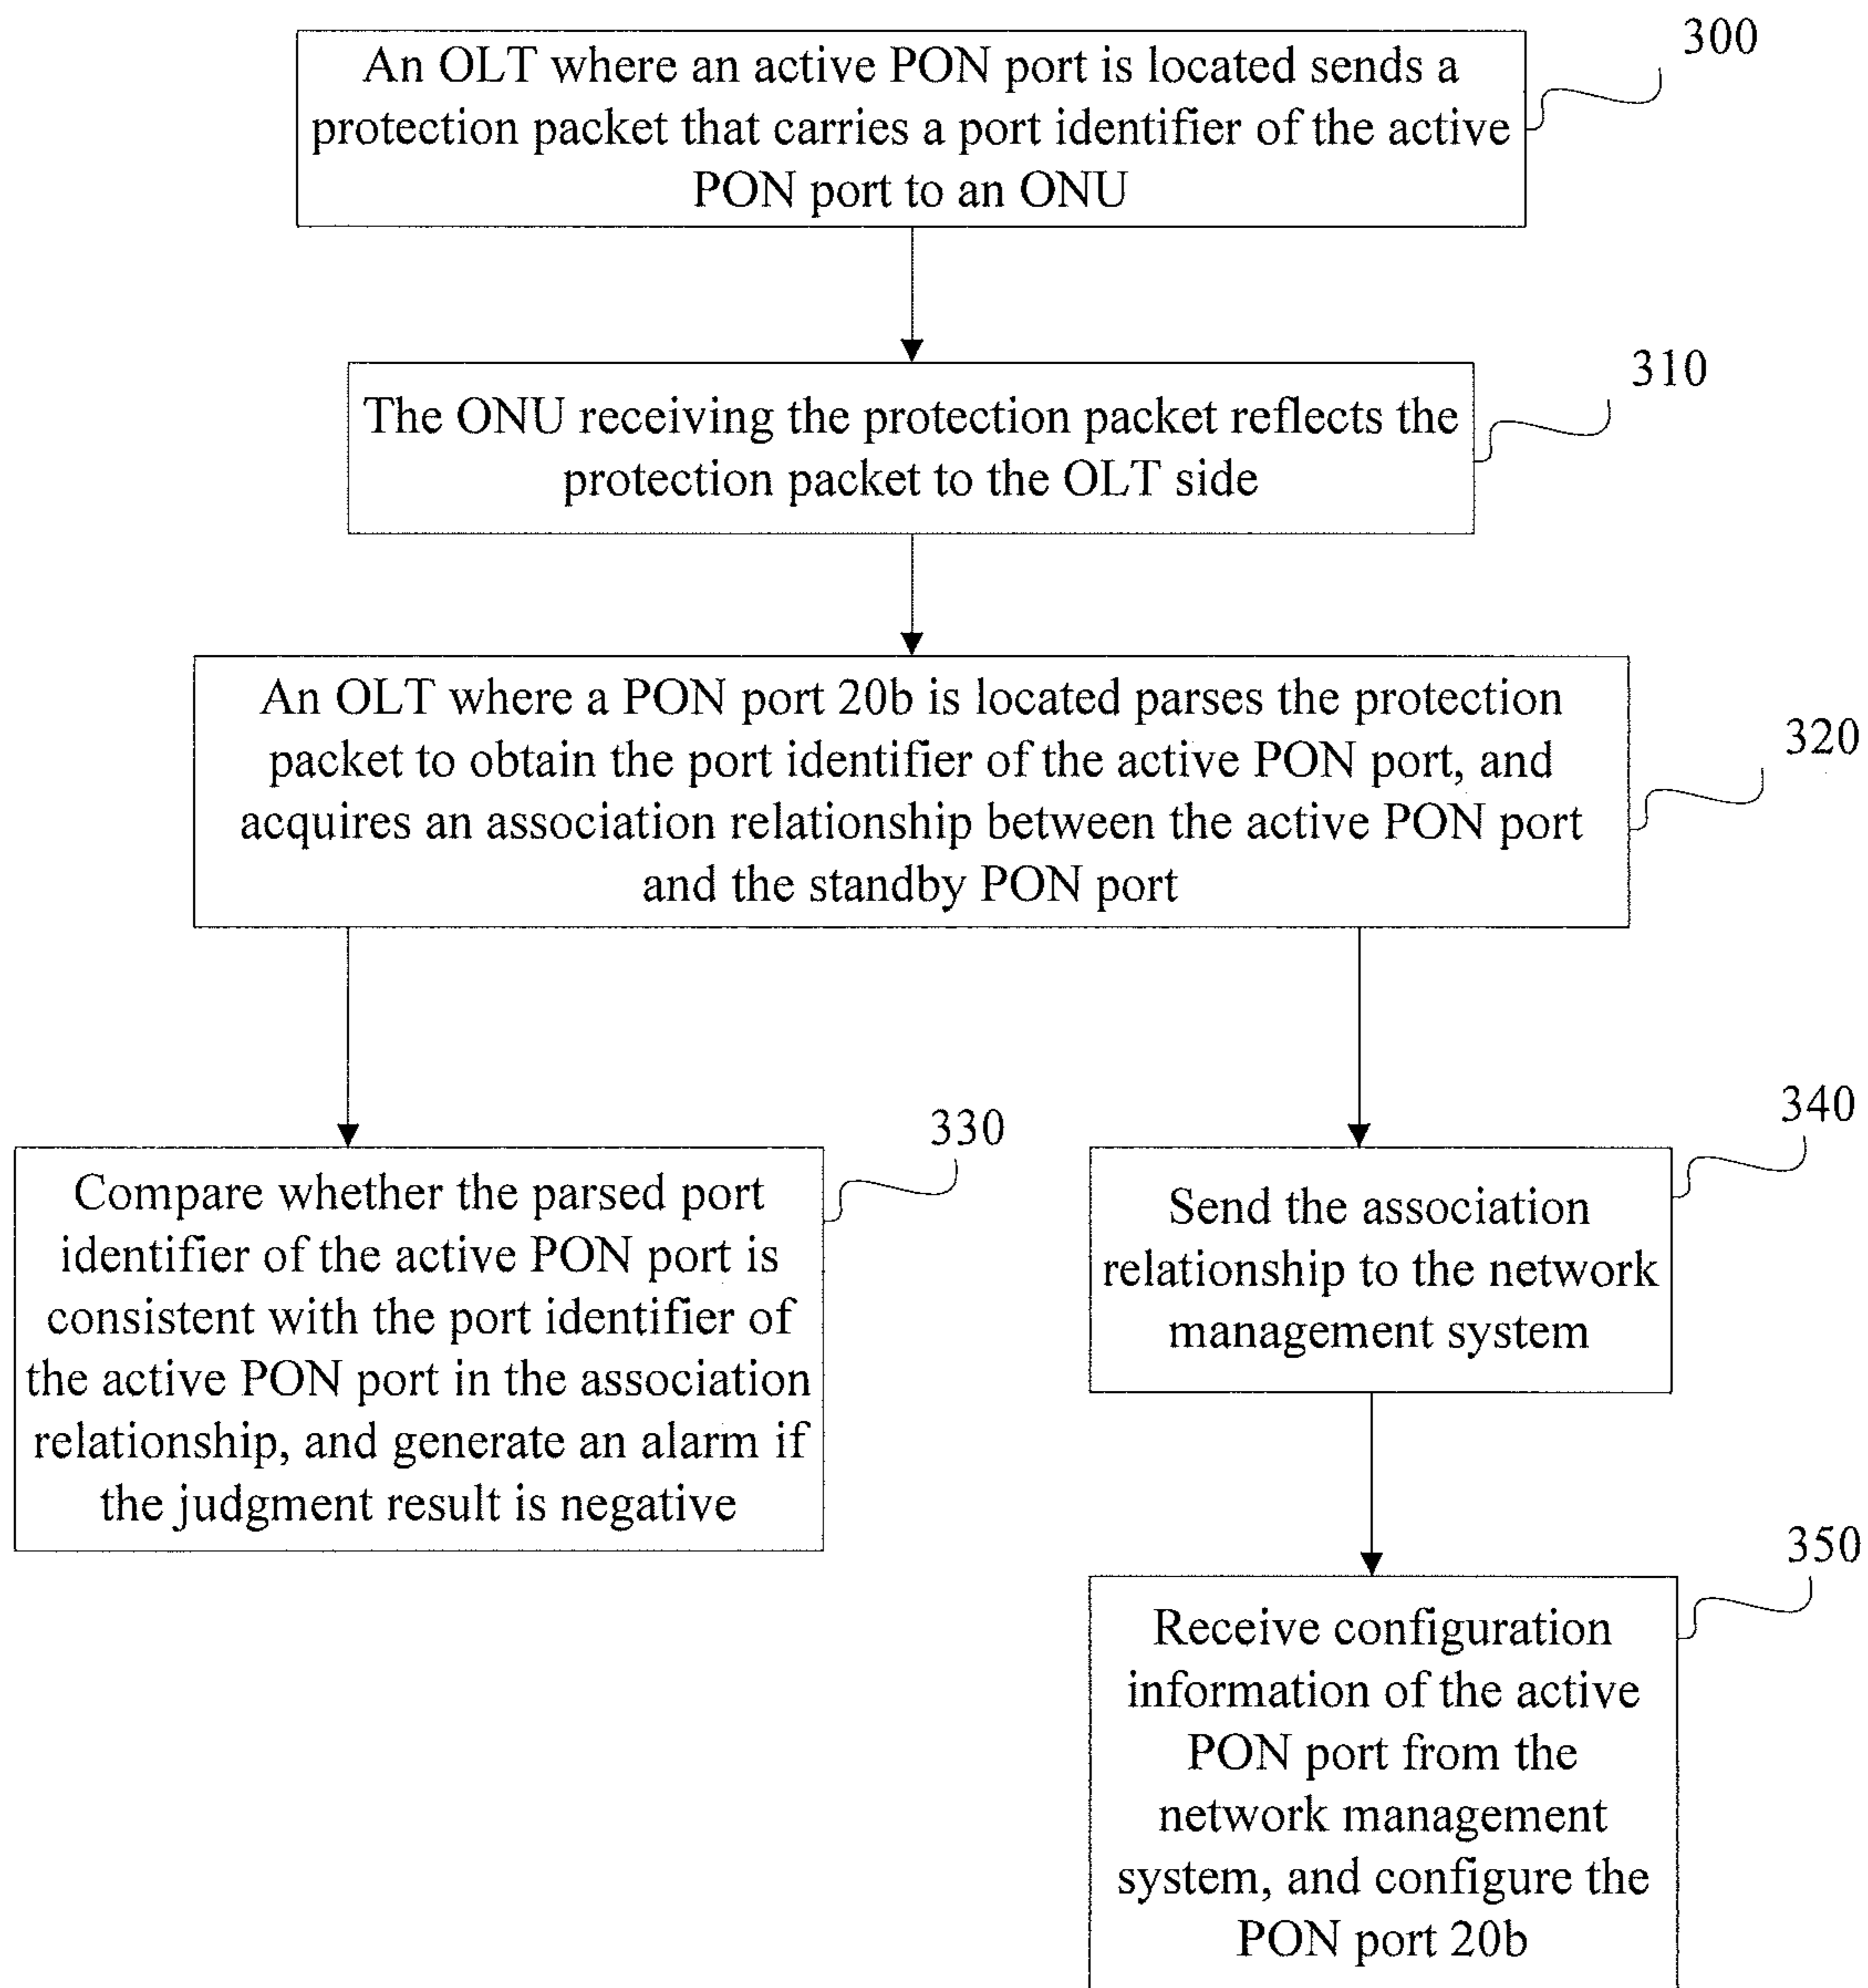 300
An OLT where an active PON port is located sends a
protection packet that carries a port identifier of the active
PON port to an ONU
310
The ONU receiving the protection packet reflects the
protection packet to the OLT side
320
An OLT where a PON port 20b is located parses the protection
packet to obtain the port identifier of the active PON port, and
acquires an association relationship between the active PON port
and the standby PON port
330
Compare whether the parsed port
identifier of the active PON port is
consistent with the port identifier of
the active PON port in the association
relationship, and generate an alarm if
the judgment result is negative
340
Send the association
relationship to the network
management system
350
Receive configuration
information of the active
PON port from the
network management
system, and configure the
PON port 20b